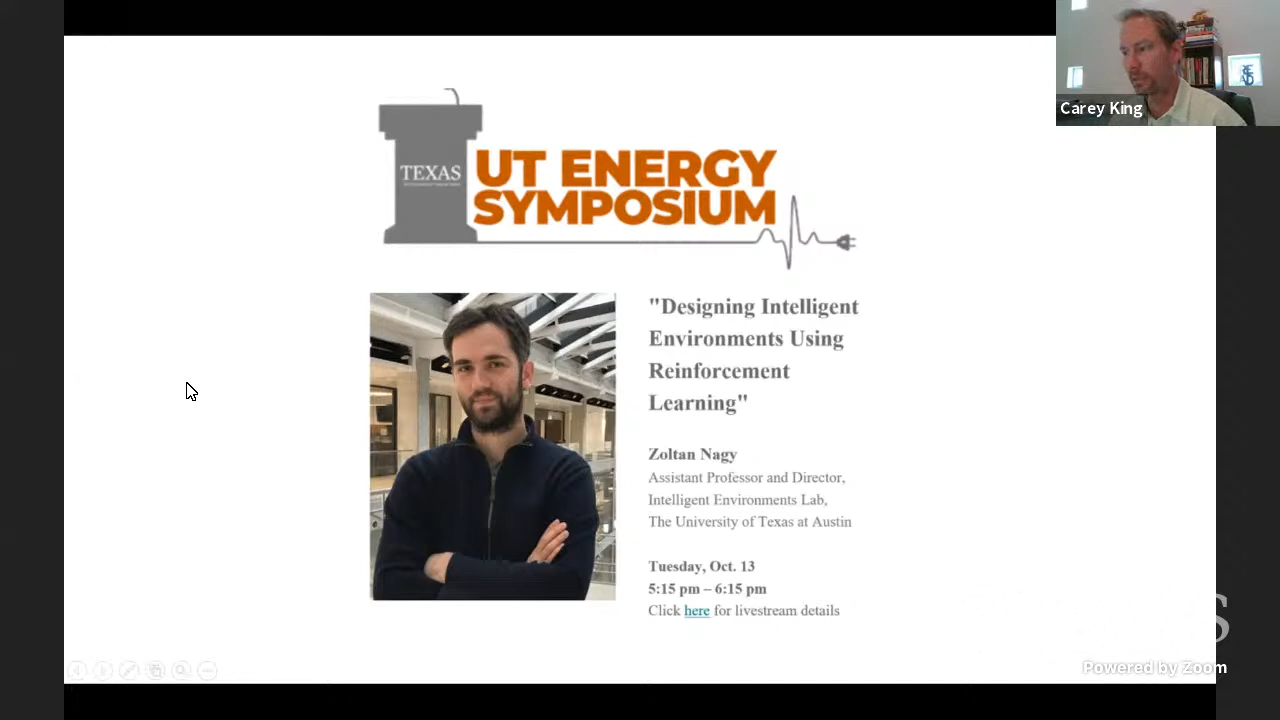 Carey King
TEXAS
UT ENERGY
SYMPOSIUM
"Designing Intelligent
Environments Using
Reinforcement
Learning"
Zoltan Nagy
Assistant Professor and Director,
Intelligent Environments Lab,
The University of Texas at Austin
Tuesday, Oct. 13
5:15 pm – 6:15 pm
Click here for livestream details
Powered by Zoom